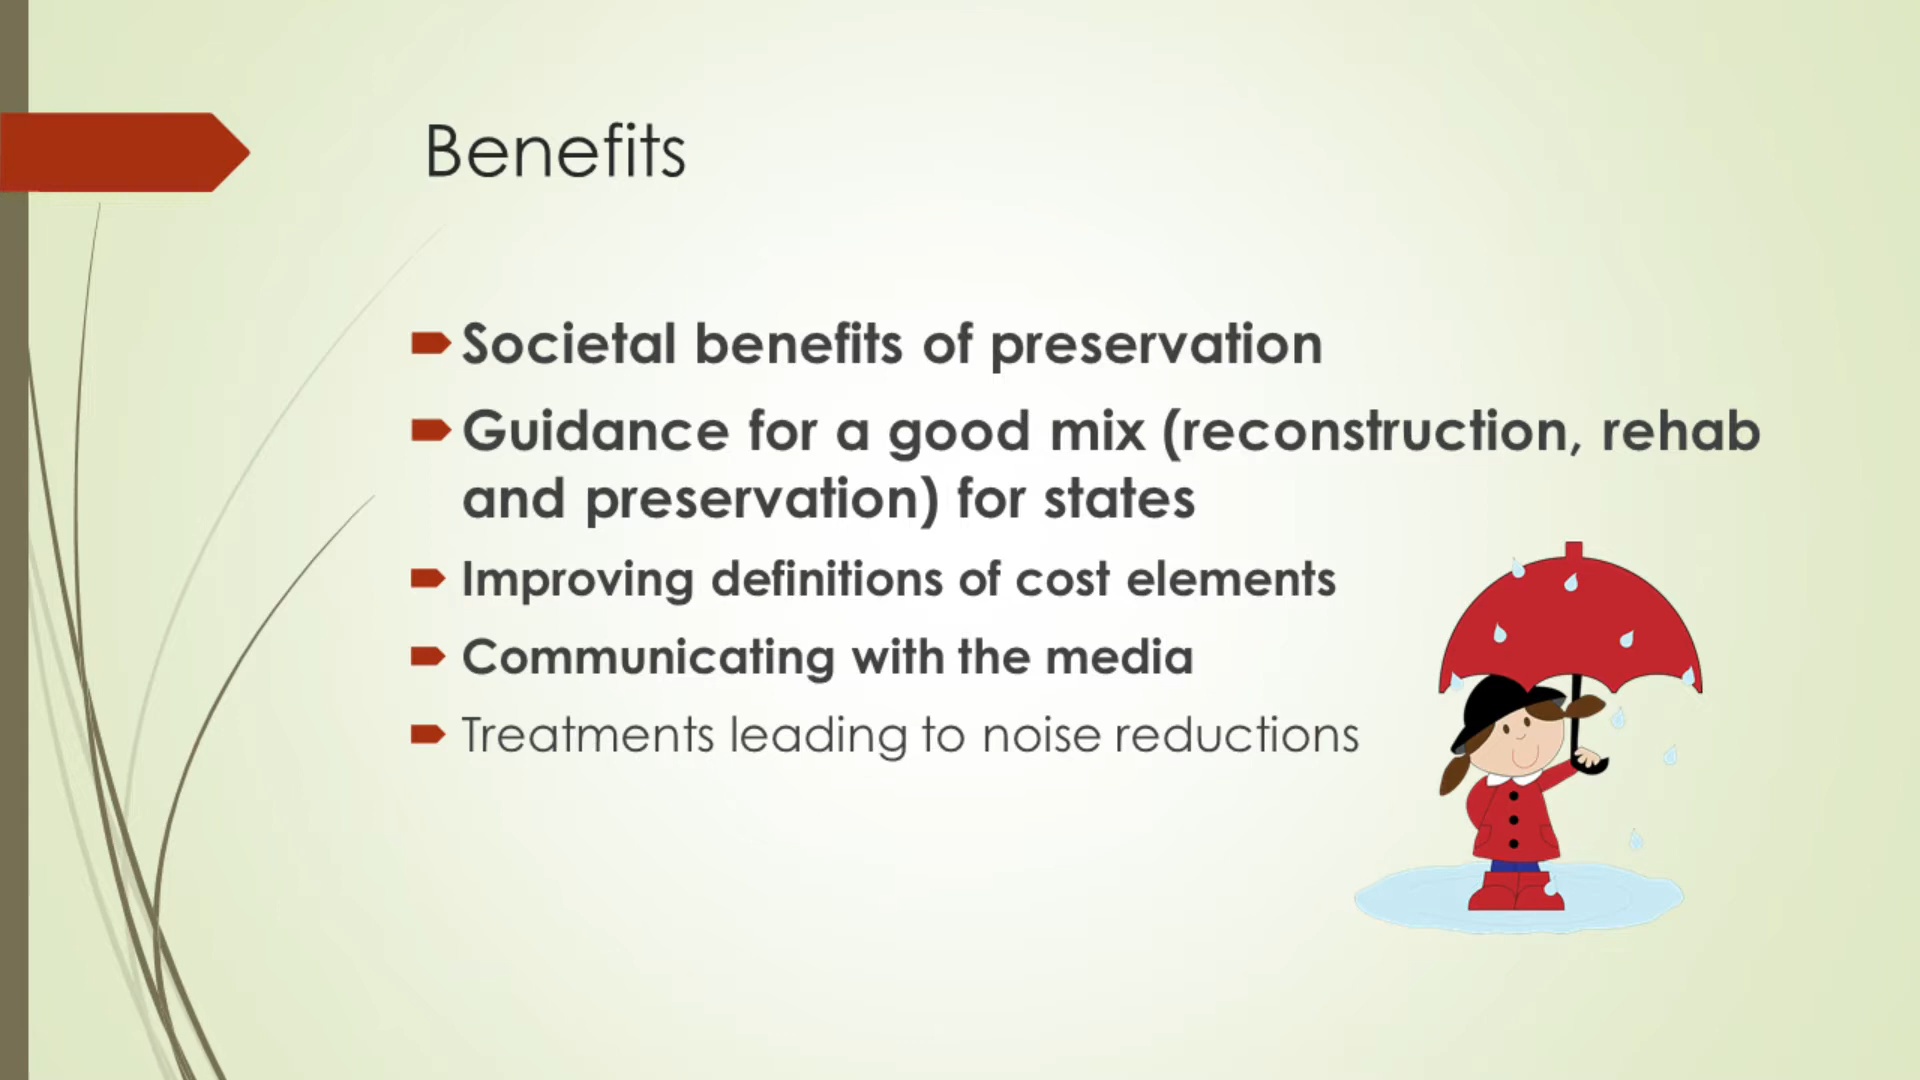 Benefits
Societal benefits of preservation
Guidance for a good mix (reconstruction, rehab
and preservation) for states
Improving definitions of cost elements
Communicating with the media
Treatments leading to noise reductions